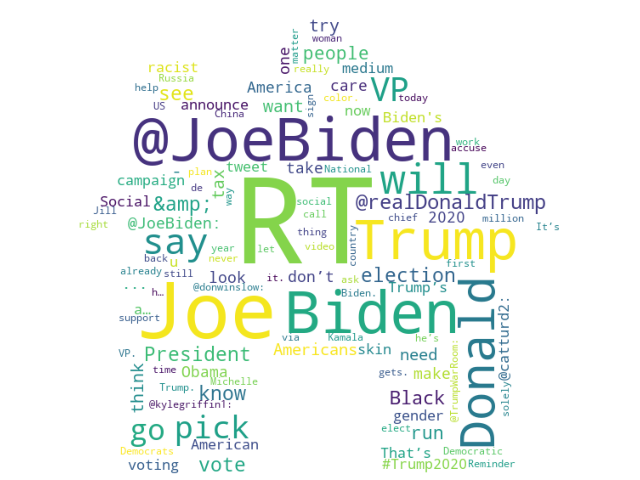 try
woman
matter
one
people
racist
Russia
really
medium
help
see
color.
care
VP
today
US
announce
America
want
sign
now
Biden's
China
@JoeBiden
work
accuse
-
plan
tweet
take
National
will
even
campaign
tax
RT
de
way
social
day
Social
&amp;
@realDonaldTrump
Jill
@JoeBiden:
call
chief
2020
million
right
say
year
let
thing
video
country
Trump
It's
back
never
first
already
still
u
look
it.
don’t
ask
election
...
h…
@donwinslow:
Biden.
Trump’s
a…
Joe
Biden
Donald
support
via
Kamala
he's
solely
@catturd2:
VP.
President
Americans
skin
need
@TrumpWarRoom:
time
Obama
gets.
make
think
Trump.
Michelle
know
Black
@kylegriffin1:
gender
elect
go
pick
run
American
Democrats
That’s
Democratic
voting
vote
#Trump2020
Reminder